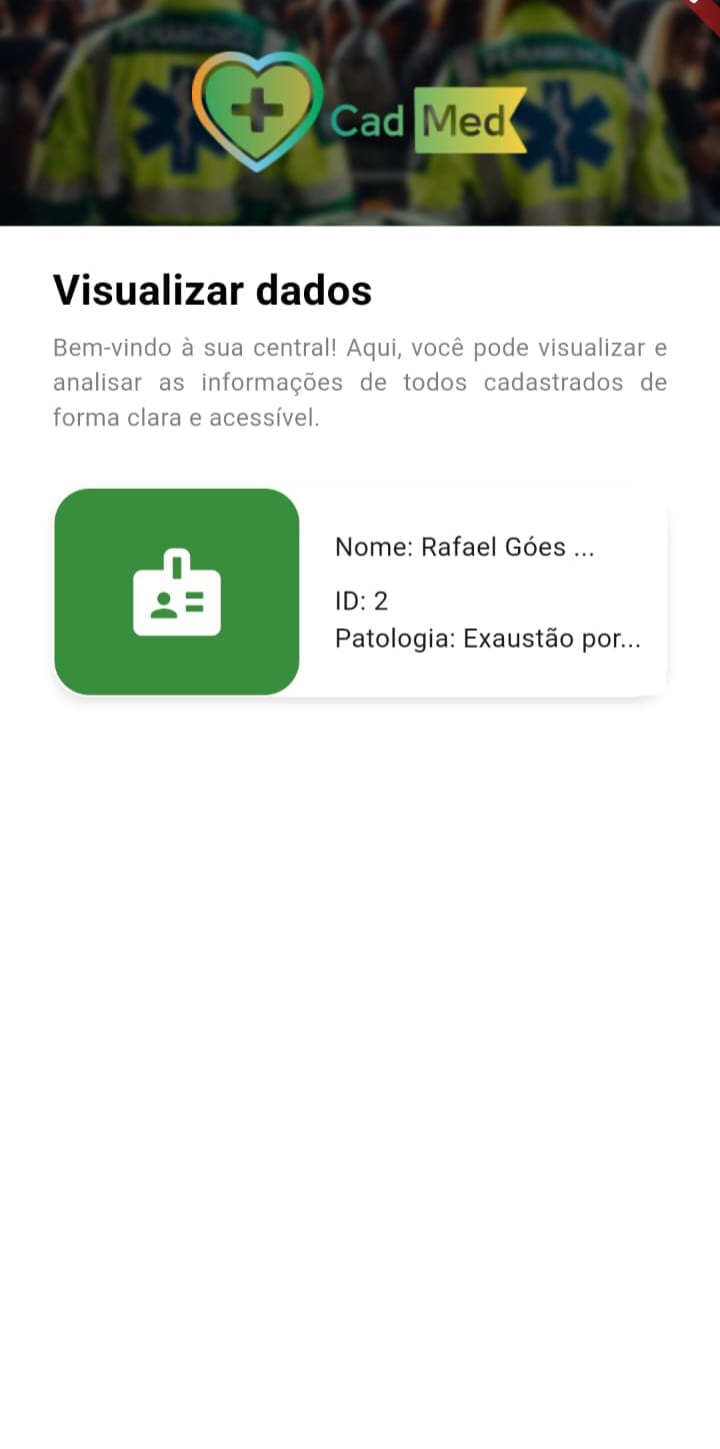 Cad Med
Visualizar dados
Bem-vindo à sua central! Aqui, você pode visualizar e
analisar as informações de todos cadastrados de
forma clara e acessível.
Nome: Rafael Góes ...
ID: 2
Patologia: Exaustão por...